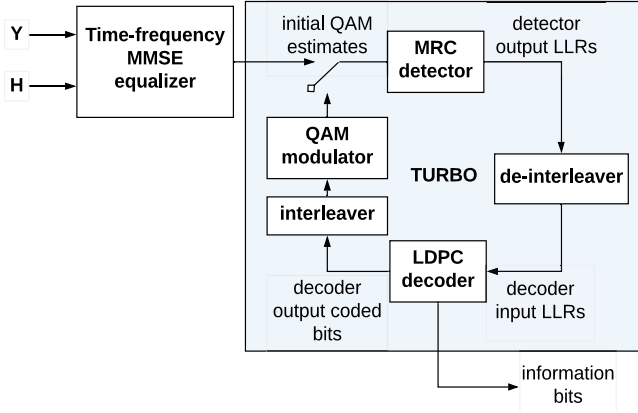 Y
H
Time-frequency
MMSE
equalizer
initial QAM
estimates
MRC
detector
detector
output LLRs
QAM
modulator
TURBO
de-interleaver
interleaver
LDPC
decoder
decoder
output coded
bits
decoder
input LLRs
information
bits